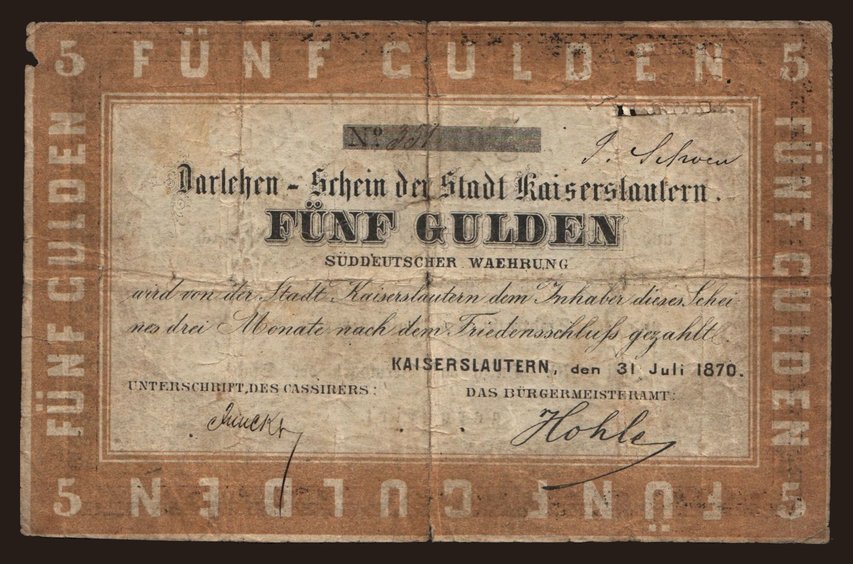 5 FÜNF GULDEN 5
FÜNF GULDEN
FÜNF GULDEN
No. 351
Darlehen - Schein der Stadt Kaiserslautern.
FÜNF GULDEN
SÜDDEUTSCHER WAEHRUNG
wird von der Stadt Kaiserslautern dem Inhaber dieses Schei-
nes drei Monate nach dem Friedensschluß gezahlt.
KAISERSLAUTERN, den 31 Juli 1870.
UNTERSCHRIFT, DES CASSIRERS:
DAS BÜRGERMEISTERAMT:
Hohle
5 FÜNF GULDEN 5